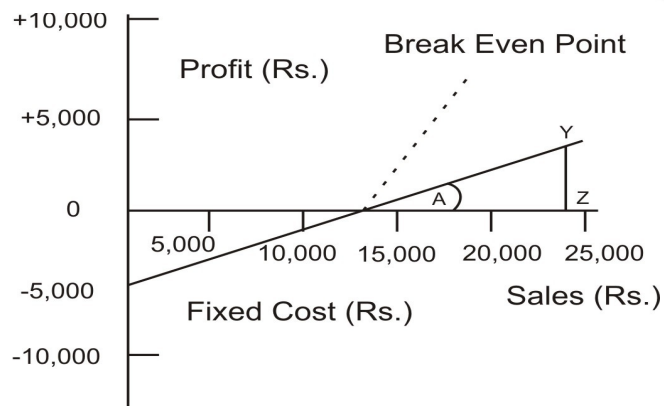 +10,000
Break Even Point
Profit (Rs.)
+5,000
Y
A
Z
0
5,000
10,000
15,000
20,000
25,000
-5,000
Sales (Rs.)
Fixed Cost (Rs.)
-10,000